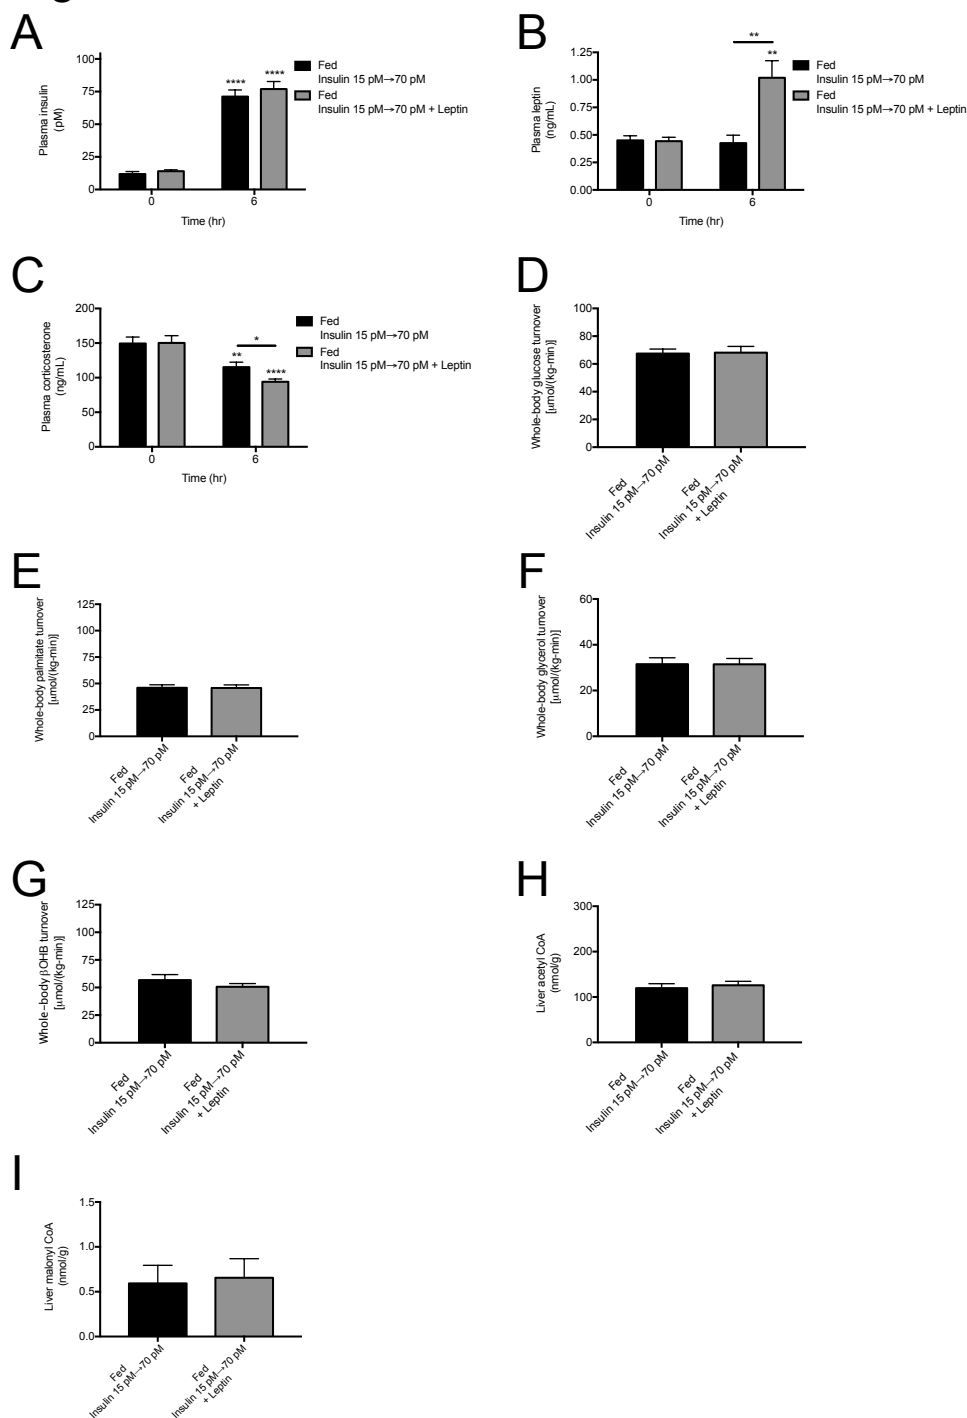 A
Plasma insulin
(pM)
100
75
50
25
0
****
****
0
6
Time (hr)
Fed
Insulin 15 pM→70 pM
Fed
Insulin 15 pM→70 pM + Leptin
B
Plasma leptin
(ng/mL)
1.25
1.00
0.75
0.50
0.25
0.00
**
**
0
6
Time (hr)
Fed
Insulin 15 pM→70 pM
Fed
Insulin 15 pM→70 pM + Leptin
C
Plasma corticosterone
(ng/mL)
200
150
100
50
0
*
**
****
0
6
Time (hr)
Fed
Insulin 15 pM→70 pM
Fed
Insulin 15 pM→70 pM + Leptin
D
Whole-body glucose turnover
[μmol/(kg-min)]
100
80
60
40
20
0
Fed
Insulin 15 pM→70 pM
Fed
Insulin 15 pM→70 pM
+ Leptin
E
Whole-body palmitate turnover
[μmol/(kg-min)]
125
100
75
50
25
0
Fed
Insulin 15 pM→70 pM
Fed
Insulin 15 pM→70 pM
+ Leptin
F
Whole-body glycerol turnover
[μmol/(kg-min)]
60
40
20
0
Fed
Insulin 15 pM→70 pM
Fed
Insulin 15 pM→70 pM
+ Leptin
G
Whole-body βOHB turnover
[μmol/(kg-min)]
125
100
75
50
25
0
Fed
Insulin 15 pM→70 pM
Fed
Insulin 15 pM→70 pM
+ Leptin
H
Liver acetyl CoA
(nmol/g)
300
200
100
0
Fed
Insulin 15 pM→70 pM
Fed
Insulin 15 pM→70 pM
+ Leptin
I
Liver malonyl CoA
(nmol/g)
1.5
1.0
0.5
0.0
Fed
Insulin 15 pM→70 pM
Fed
Insulin 15 pM→70 pM
+ Leptin